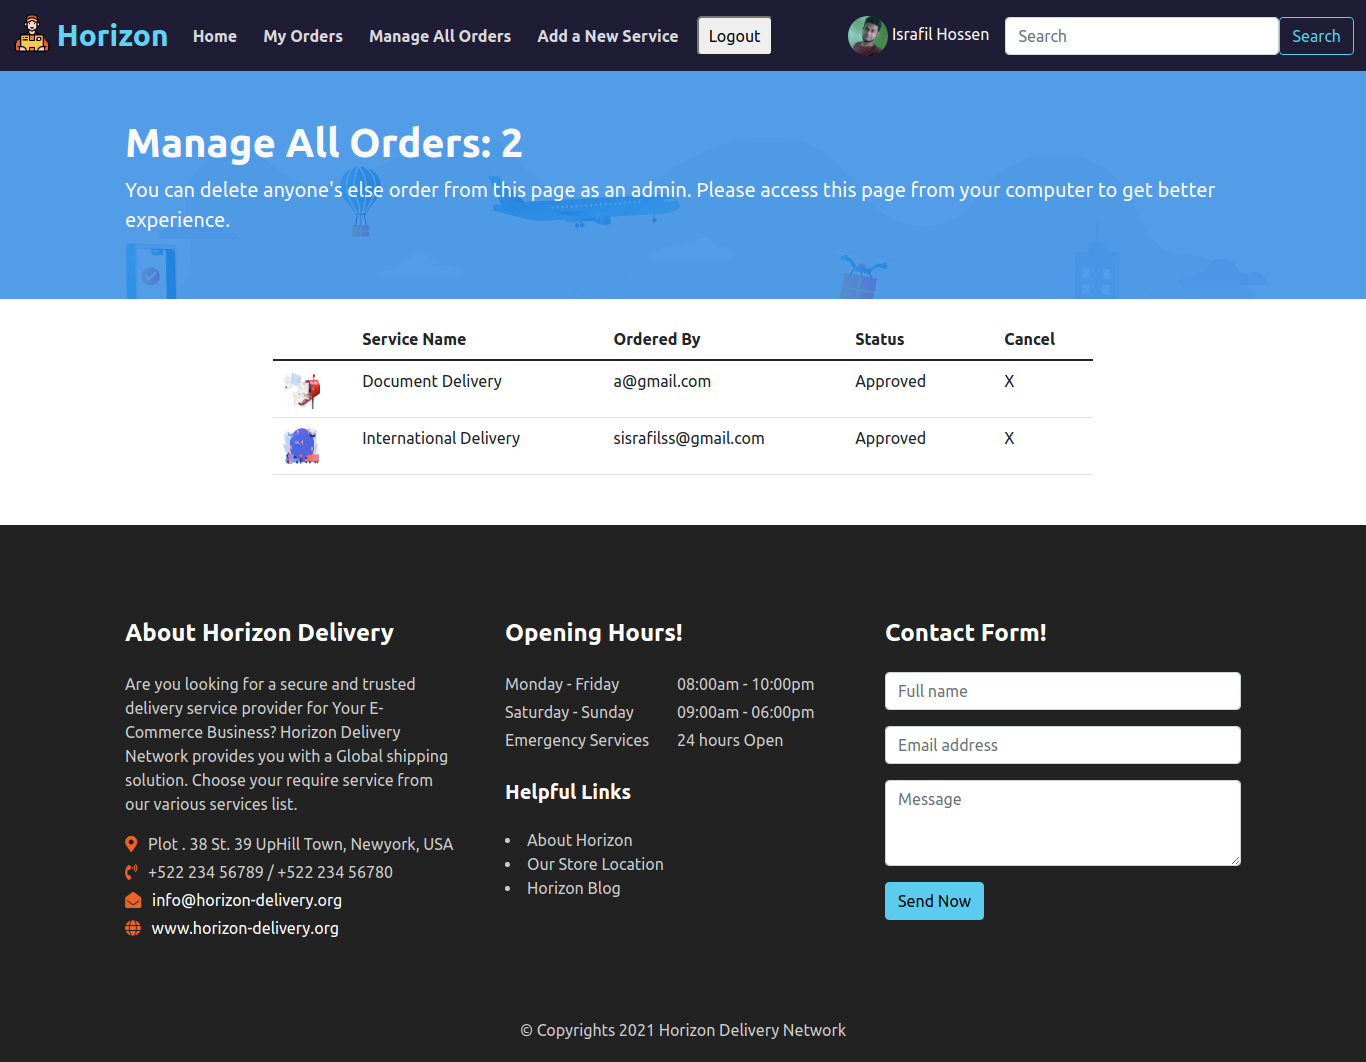 Horizon
Home
My Orders
Manage All Orders
Add a New Service
Logout
Israfil Hossen
Search
Search
Manage All Orders: 2
You can delete anyone's else order from this page as an admin. Please access this page from your computer to get better
experience.
Service Name
Ordered By
Status
Cancel
Document Delivery
a@gmail.com
Approved
X
International Delivery
sisrafilss@gmail.com
Approved
X
About Horizon Delivery
Are you looking for a secure and trusted
delivery service provider for Your E-
Commerce Business? Horizon Delivery
Network provides you with a Global shipping
solution. Choose your require service from
our various services list.
Plot . 38 St. 39 UpHill Town, Newyork, USA
+522 234 56789 / +522 234 56780
info@horizon-delivery.org
www.horizon-delivery.org
Opening Hours!
Monday - Friday 08:00am - 10:00pm
Saturday - Sunday 09:00am - 06:00pm
Emergency Services 24 hours Open
Helpful Links
About Horizon
Our Store Location
Horizon Blog
Contact Form!
Full name
Email address
Message
Send Now
© Copyrights 2021 Horizon Delivery Network